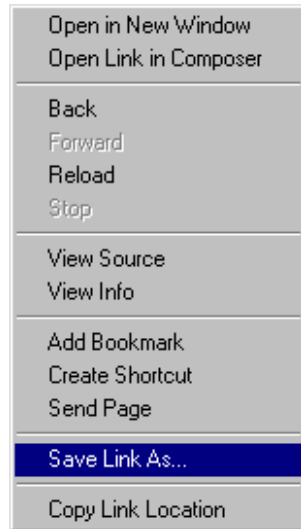 Open in New Window
Open Link in Composer
Back
Forward
Reload
Stop
View Source
View Info
Add Bookmark
Create Shortcut
Send Page
Save Link As...
Copy Link Location